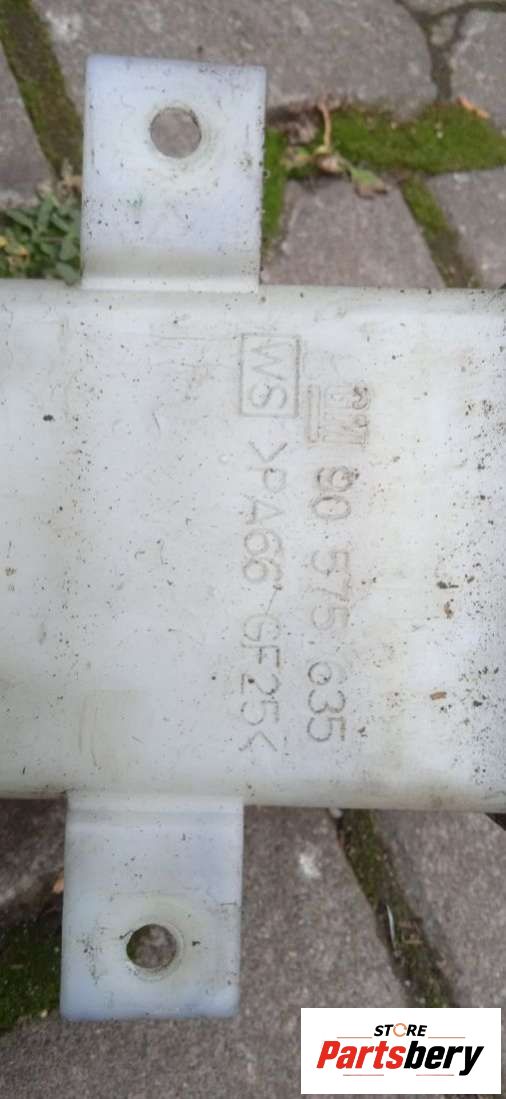 GM 90 575 635
WS >PA66-GF25<
STORE
Partsbery